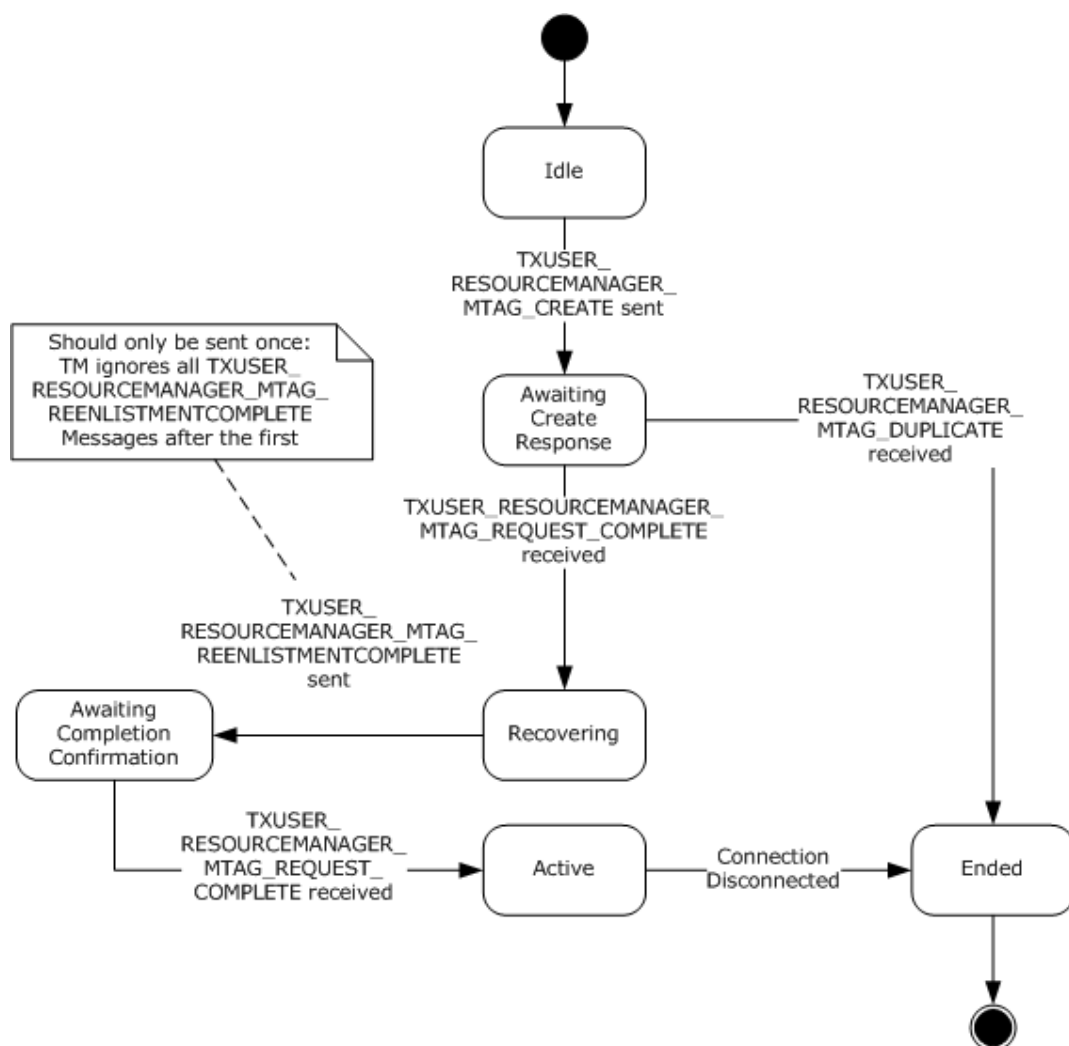 Idle
TXUSER_
RESOURCEMANAGER_
MTAG_CREATE sent
Should only be sent once:
TM ignores all TXUSER_
RESOURCEMANAGER_MTAG_
REENLISTMENTCOMPLETE
Messages after the first
Awaiting
Create
Response
TXUSER_
RESOURCEMANAGER_
MTAG_DUPLICATE
received
TXUSER_RESOURCEMANAGER_
MTAG_REQUEST_COMPLETE
received
TXUSER_
RESOURCEMANAGER_MTAG_
REENLISTMENTCOMPLETE
sent
Awaiting
Completion
Confirmation
Recovering
TXUSER_
RESOURCEMANAGER_
MTAG_REQUEST_
COMPLETE received
Active
Connection
Disconnected
Ended